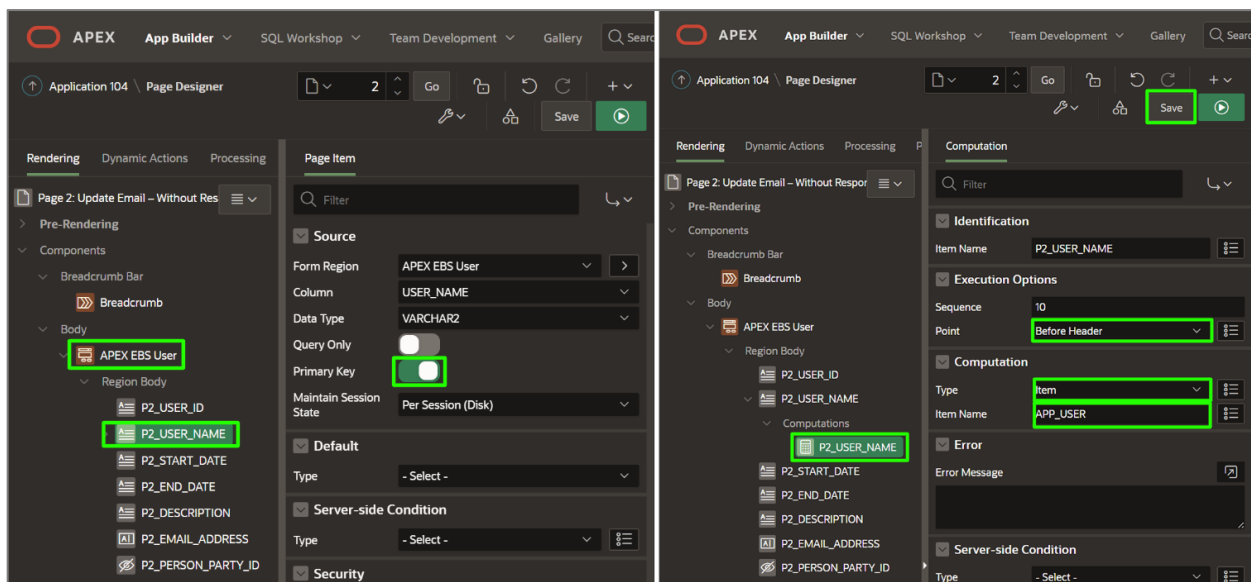 APEX App Builder SQL Workshop Team Development Gallery Sear
Application 104 \ Page Designer 2 Go
Save
Rendering Dynamic Actions Processing
Page 2: Update Email – Without Res
Pre-Rendering
Components
Breadcrumb Bar
Breadcrumb
Body
APEX EBS User
Region Body
P2_USER_ID
P2_USER_NAME
P2_START_DATE
P2_END_DATE
P2_DESCRIPTION
P2_EMAIL_ADDRESS
P2_PERSON_PARTY_ID
Page Item
Filter
Source
Form Region APEX EBS User
Column USER_NAME
Data Type VARCHAR2
Query Only
Primary Key
Maintain Session
State Per Session (Disk)
Default
Type - Select -
Server-side Condition
Type - Select -
Security
APEX App Builder SQL Workshop Team Development Gallery Sear
Application 104 \ Page Designer 2 Go
Save
Rendering Dynamic Actions Processing P
Page 2: Update Email – Without Respor
Pre-Rendering
Components
Breadcrumb Bar
Breadcrumb
Body
APEX EBS User
Region Body
P2_USER_ID
P2_USER_NAME
Computations
P2_USER_NAME
P2_START_DATE
P2_END_DATE
P2_DESCRIPTION
P2_EMAIL_ADDRESS
P2_PERSON_PARTY_ID
Computation
Filter
Identification
Item Name P2_USER_NAME
Execution Options
Sequence 10
Point Before Header
Computation
Type Item
Item Name APP_USER
Error
Error Message
Server-side Condition
Type - Select -